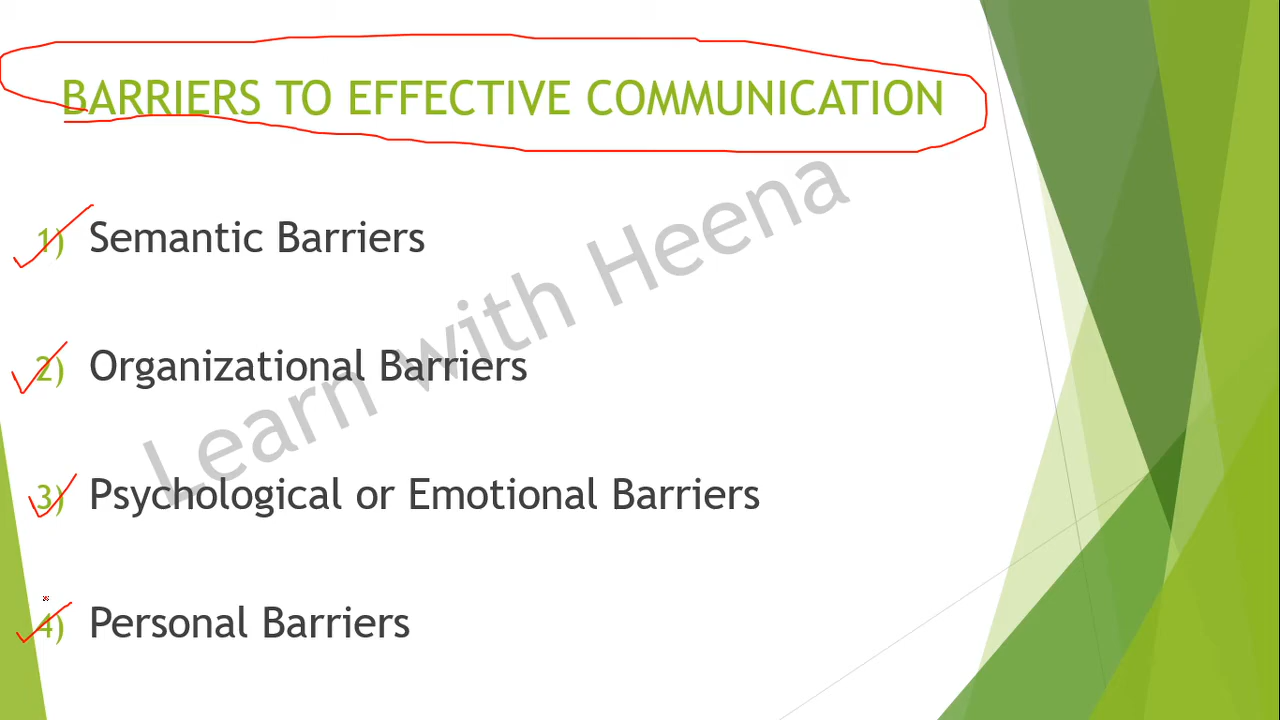 BARRIERS TO EFFECTIVE COMMUNICATION
1) Semantic Barriers
2) Organizational Barriers
3) Psychological or Emotional Barriers
4) Personal Barriers
Learn with Heena